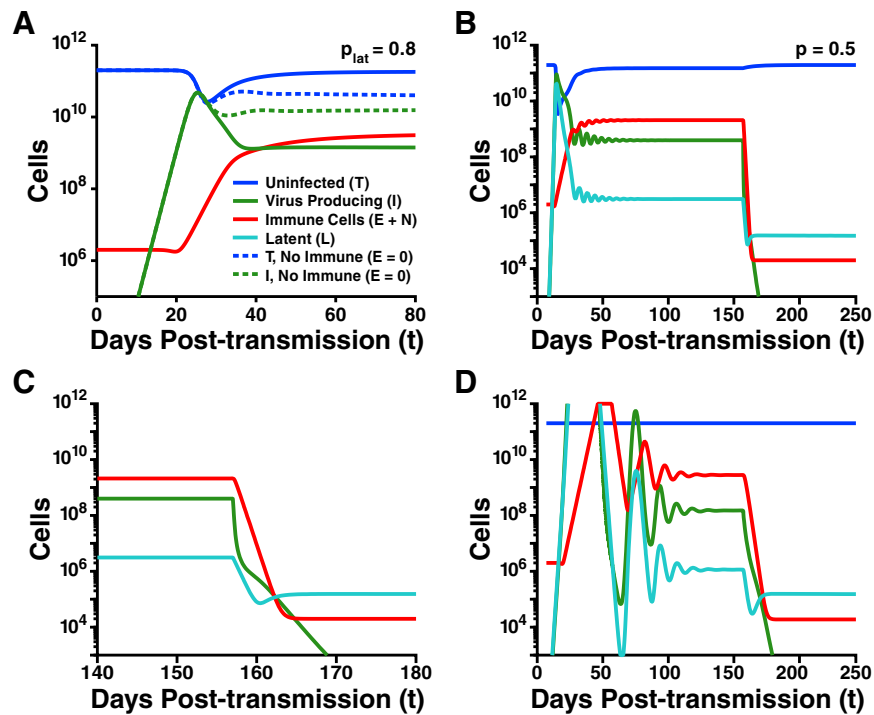 A
p_lat = 0.8
10^12
10^10
10^8
10^6
Cells
Uninfected (T)
Virus Producing (I)
Immune Cells (E + N)
Latent (L)
T, No Immune (E = 0)
I, No Immune (E = 0)
0 20 40 60 80
Days Post-transmission (t)
B
p = 0.5
10^12
10^10
10^8
10^6
10^4
Cells
0 50 100 150 200 250
Days Post-transmission (t)
C
10^12
10^10
10^8
10^6
10^4
Cells
140 150 160 170 180
Days Post-transmission (t)
D
10^12
10^10
10^8
10^6
10^4
Cells
0 50 100 150 200 250
Days Post-transmission (t)